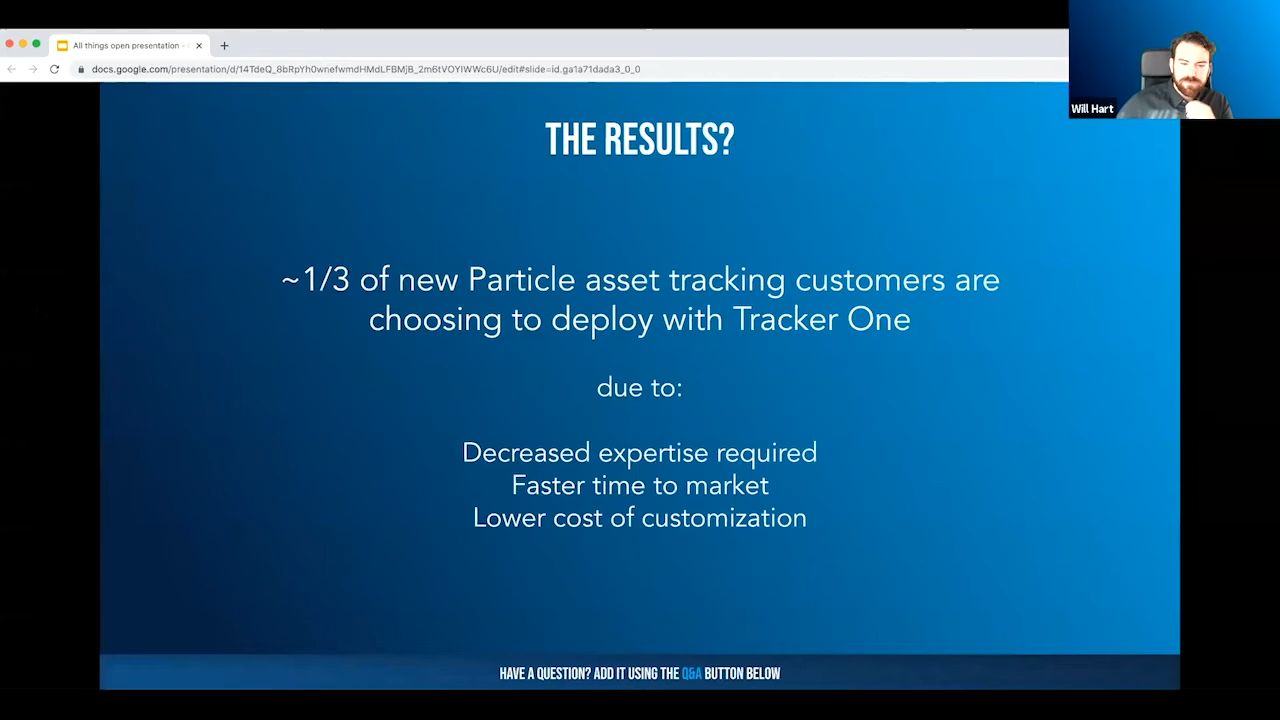 All things open presentation -
docs.google.com/presentation/d/14TdeQ_8bRpYh0wnefwmdHMdLFBMjB_2m6tVOYIWWc6U/edit#slide=id.ga1a71dada3_0_0
Will Hart
THE RESULTS?
~1/3 of new Particle asset tracking customers are
choosing to deploy with Tracker One
due to:
Decreased expertise required
Faster time to market
Lower cost of customization
HAVE A QUESTION? ADD IT USING THE Q&A BUTTON BELOW